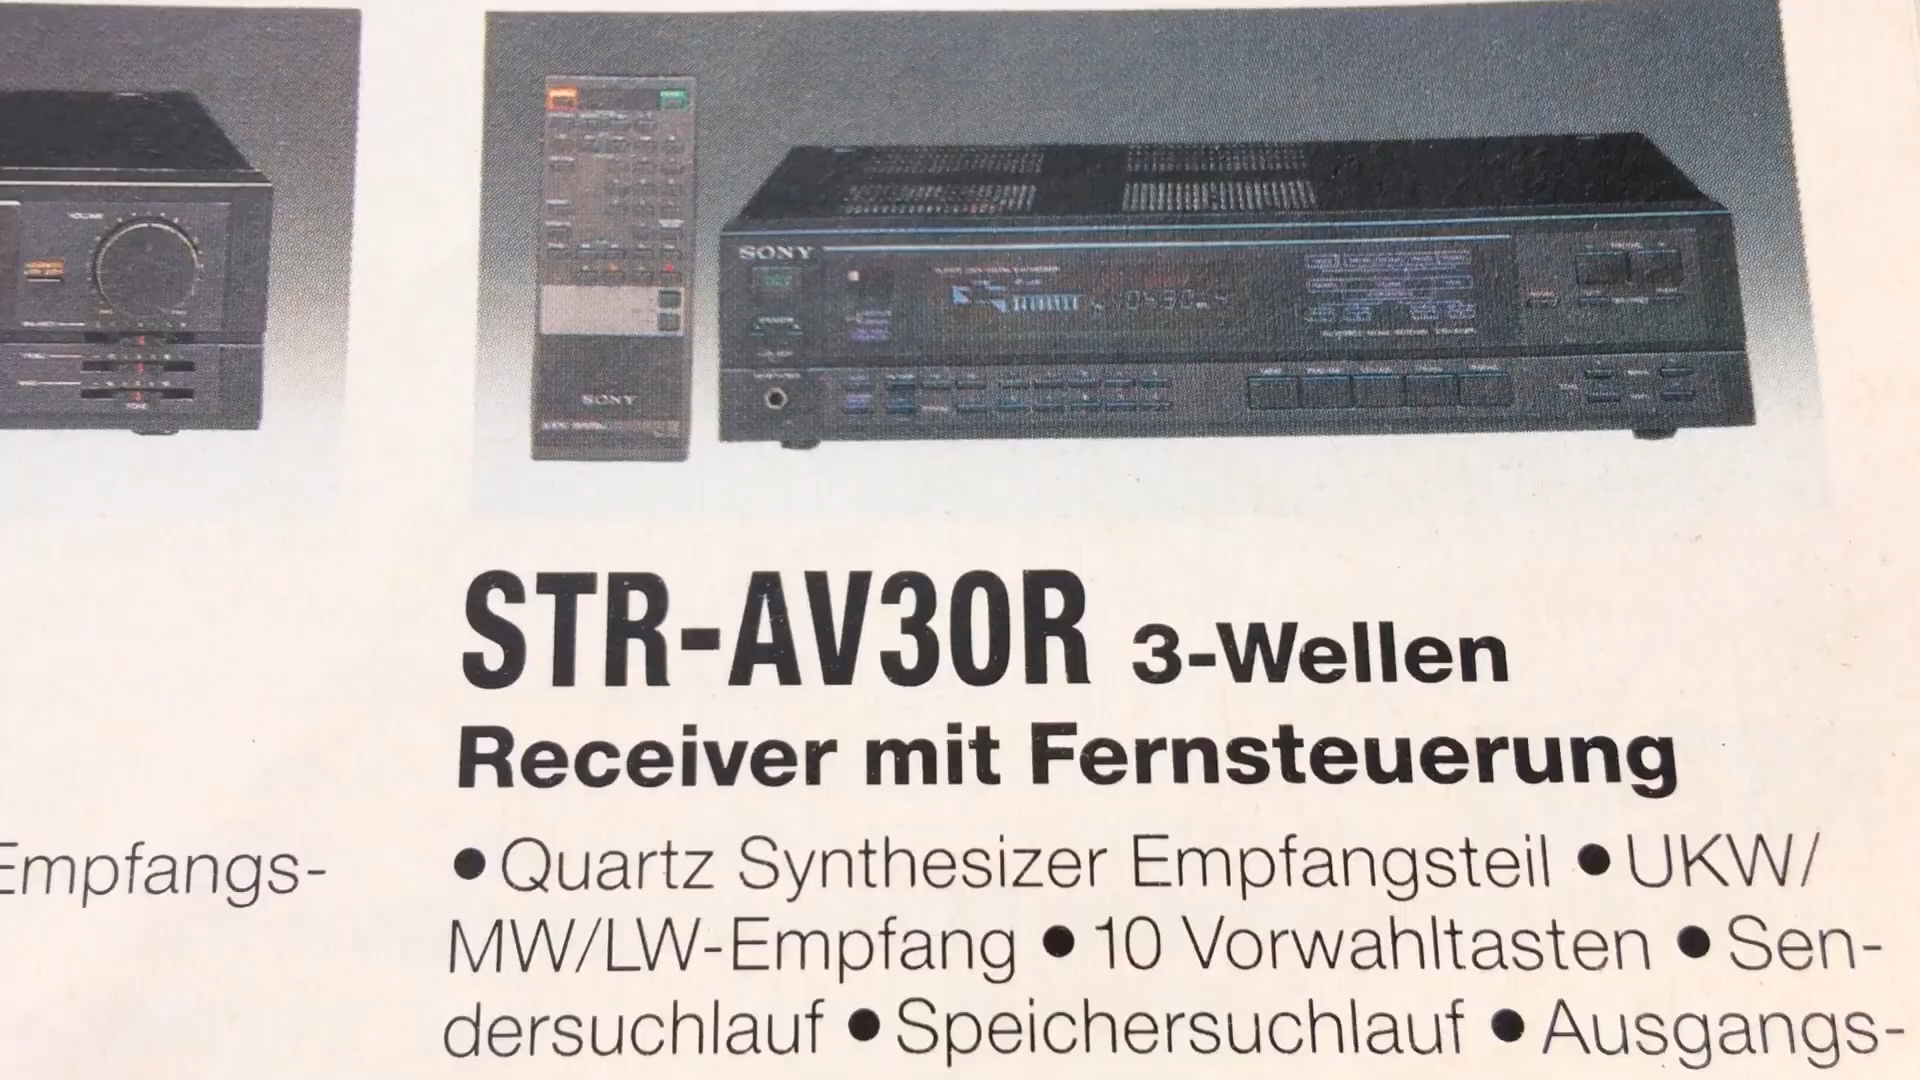 VOLUME
SONY
SONY
STR-AV30R 3-Wellen
Receiver mit Fernsteuerung
Empfangs-
●Quartz Synthesizer Empfangsteil ●UKW/
MW/LW-Empfang ●10 Vorwahltasten ●Sen-
dersuchlauf ●Speichersuchlauf ●Ausgangs-